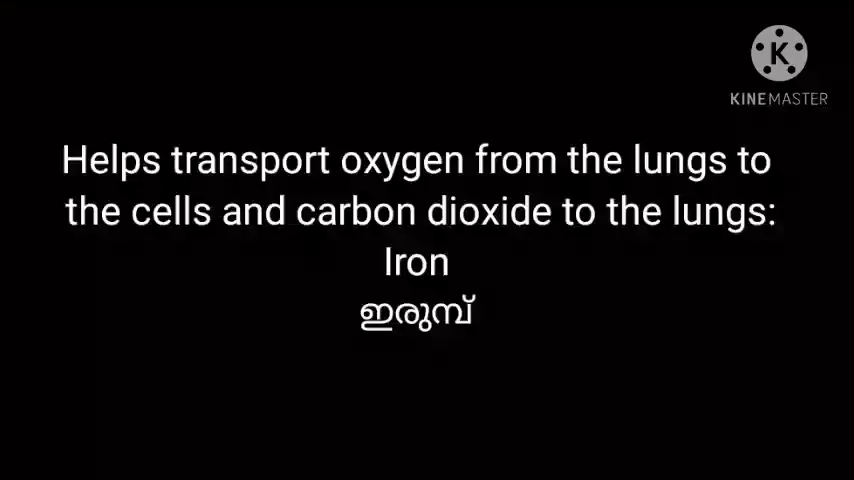 KINEMASTER
Helps transport oxygen from the lungs to
the cells and carbon dioxide to the lungs:
Iron
ഇരുമ്പ്